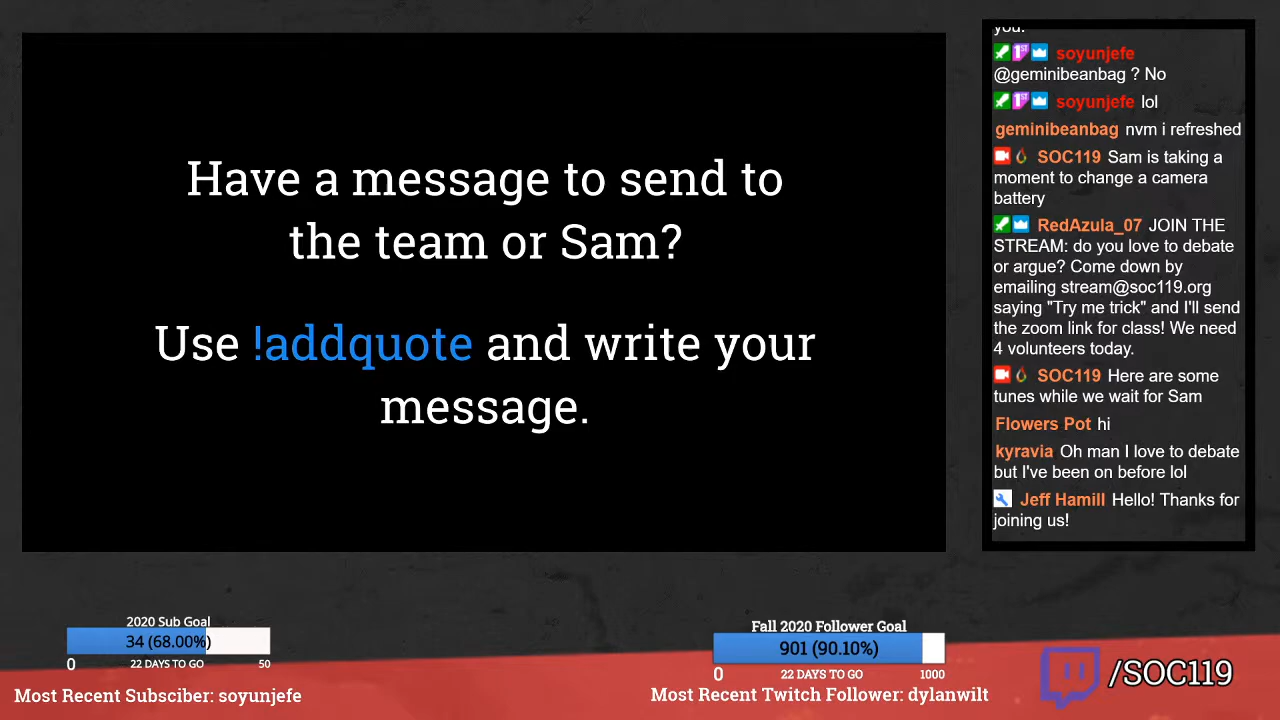 Have a message to send to
the team or Sam?
Use !addquote and write your
message.
you.
soyunjefe
@geminibeanbag ? No
soyunjefe lol
geminibeanbag nvm i refreshed
SOC119 Sam is taking a
moment to change a camera
battery
RedAzula_07 JOIN THE
STREAM: do you love to debate
or argue? Come down by
emailing stream@soc119.org
saying "Try me trick" and I'll send
the zoom link for class! We need
4 volunteers today.
SOC119 Here are some
tunes while we wait for Sam
Flowers Pot hi
kyravia Oh man I love to debate
but I've been on before lol
Jeff Hamill Hello! Thanks for
joining us!
2020 Sub Goal
34 (68.00%)
0 22 DAYS TO GO 50
Most Recent Subsciber: soyunjefe
Fall 2020 Follower Goal
901 (90.10%)
0 22 DAYS TO GO 1000
Most Recent Twitch Follower: dylanwilt
/SOC119